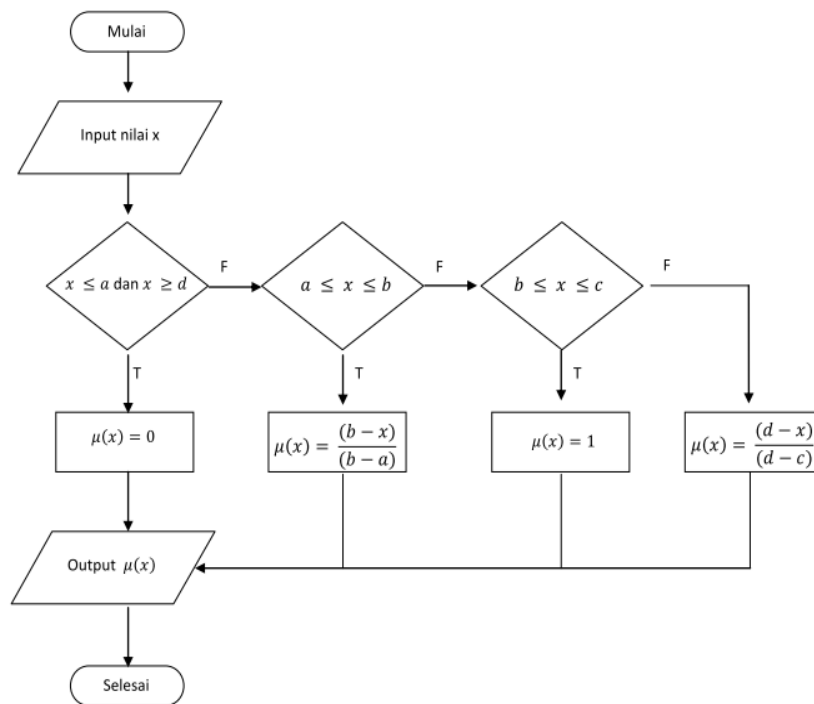 Mulai
Input nilai x
x ≤ a dan x ≥ d
F
a ≤ x ≤ b
F
b ≤ x ≤ c
F
T
T
T
μ(x) = 0
μ(x) = (b − x) / (b − a)
μ(x) = 1
μ(x) = (d − x) / (d − c)
Output μ(x)
Selesai